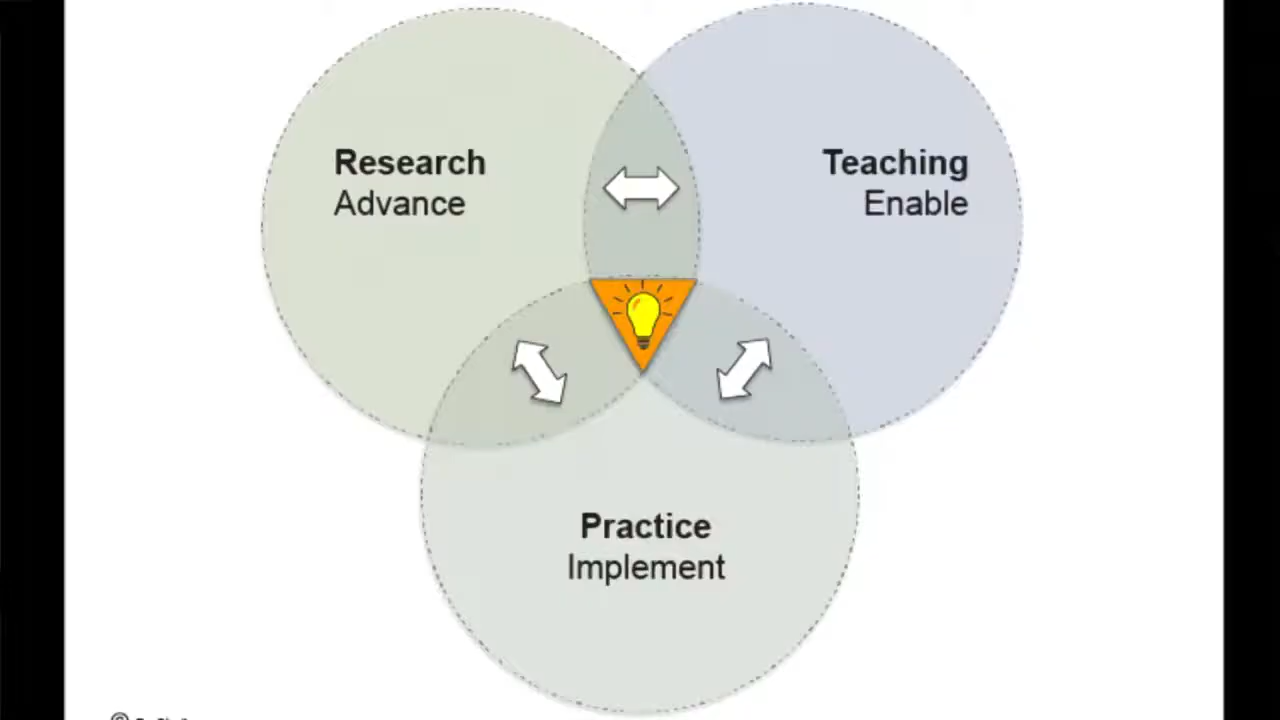 Research
Advance
Teaching
Enable
Practice
Implement